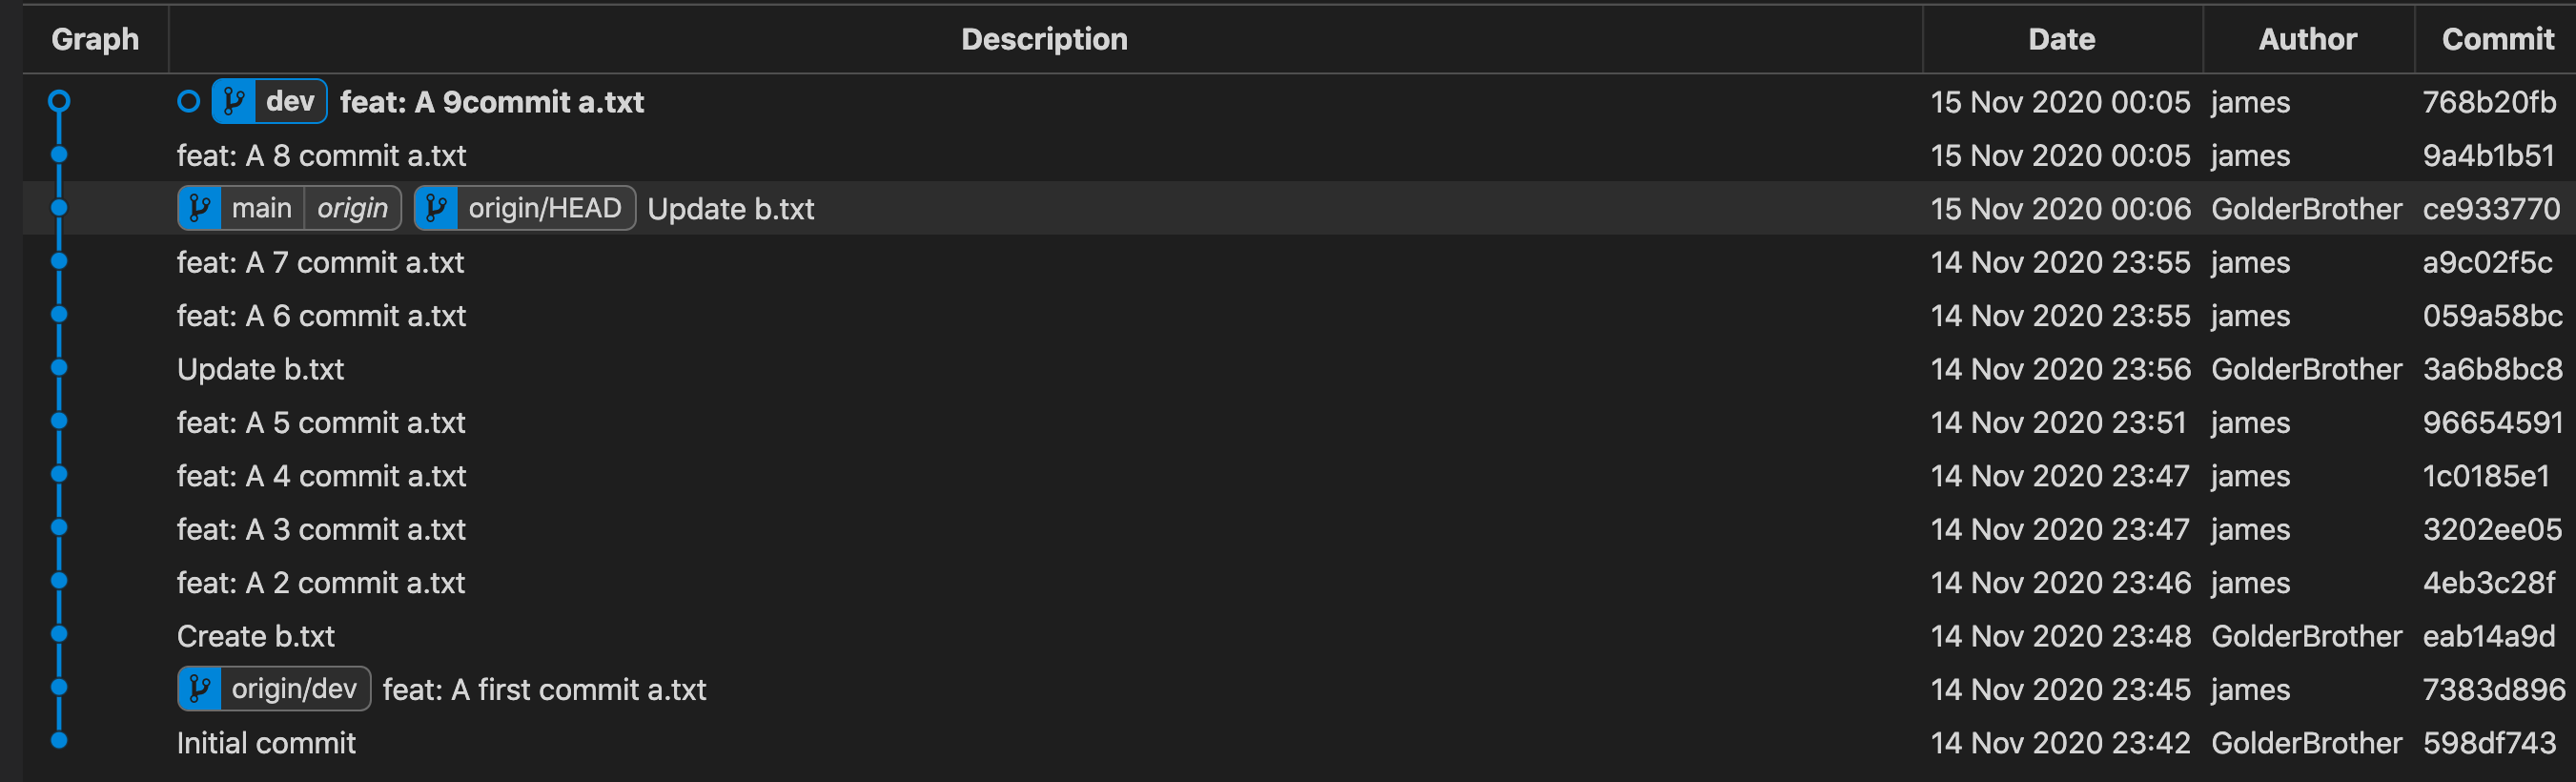 Graph Description Date Author Commit
dev feat: A 9commit a.txt 15 Nov 2020 00:05 james 768b20fb
feat: A 8 commit a.txt 15 Nov 2020 00:05 james 9a4b1b51
main origin origin/HEAD Update b.txt 15 Nov 2020 00:06 GolderBrother ce933770
feat: A 7 commit a.txt 14 Nov 2020 23:55 james a9c02f5c
feat: A 6 commit a.txt 14 Nov 2020 23:55 james 059a58bc
Update b.txt 14 Nov 2020 23:56 GolderBrother 3a6b8bc8
feat: A 5 commit a.txt 14 Nov 2020 23:51 james 96654591
feat: A 4 commit a.txt 14 Nov 2020 23:47 james 1c0185e1
feat: A 3 commit a.txt 14 Nov 2020 23:47 james 3202ee05
feat: A 2 commit a.txt 14 Nov 2020 23:46 james 4eb3c28f
Create b.txt 14 Nov 2020 23:48 GolderBrother eab14a9d
origin/dev feat: A first commit a.txt 14 Nov 2020 23:45 james 7383d896
Initial commit 14 Nov 2020 23:42 GolderBrother 598df743